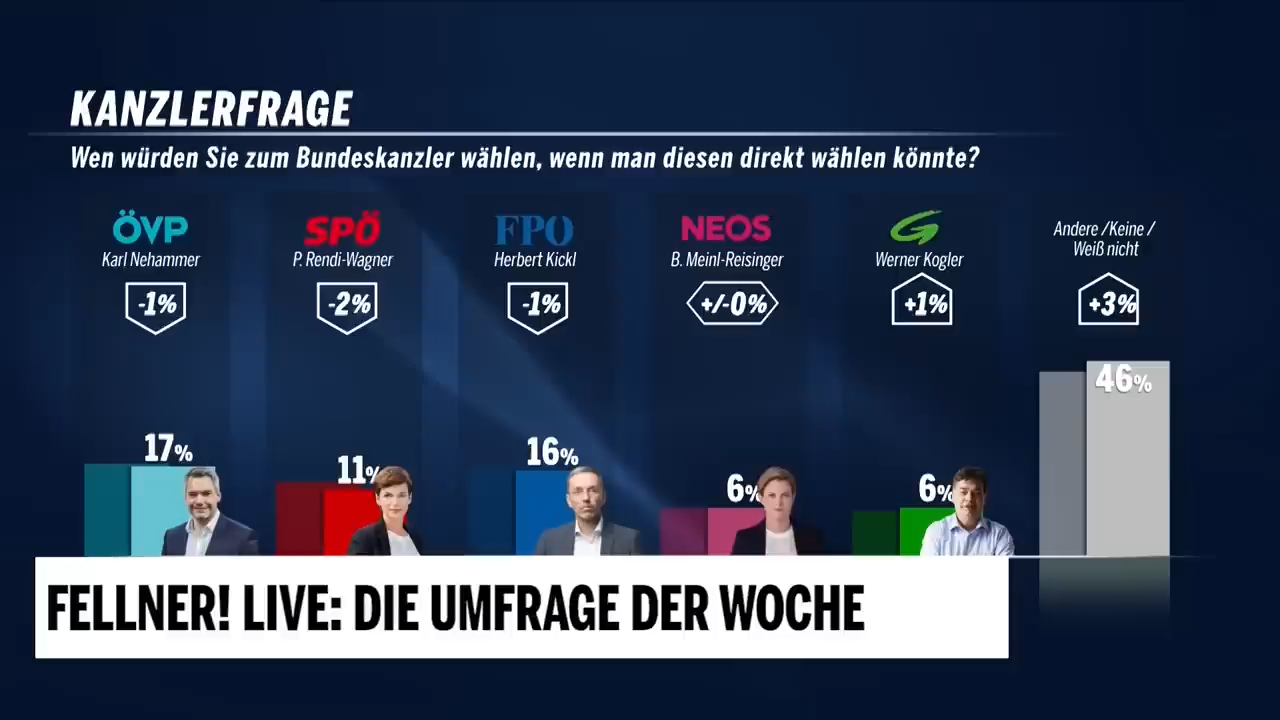 KANZLERFRAGE
Wen würden Sie zum Bundeskanzler wählen, wenn man diesen direkt wählen könnte?
ÖVP
Karl Nehammer
-1%
17%
SPÖ
P. Rendi-Wagner
-2%
11%
FPO
Herbert Kickl
-1%
16%
NEOS
B. Meinl-Reisinger
+/-0%
6%
G
Werner Kogler
+1%
6%
Andere /Keine /
Weiß nicht
+3%
46%
FELLNER! LIVE: DIE UMFRAGE DER WOCHE